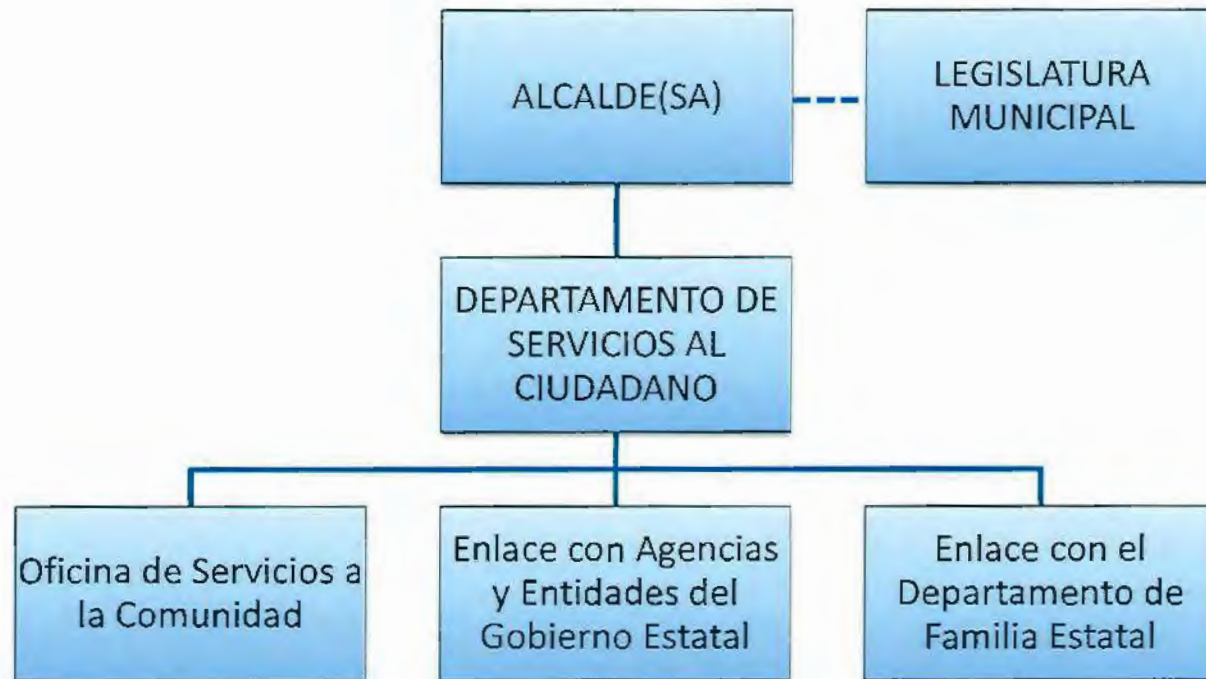 ALCALDE(SA)
LEGISLATURA
MUNICIPAL
DEPARTAMENTO DE
SERVICIOS AL
CIUDADANO
Oficina de Servicios a
la Comunidad
Enlace con Agencias
y Entidades del
Gobierno Estatal
Enlace con el
Departamento de
Familia Estatal